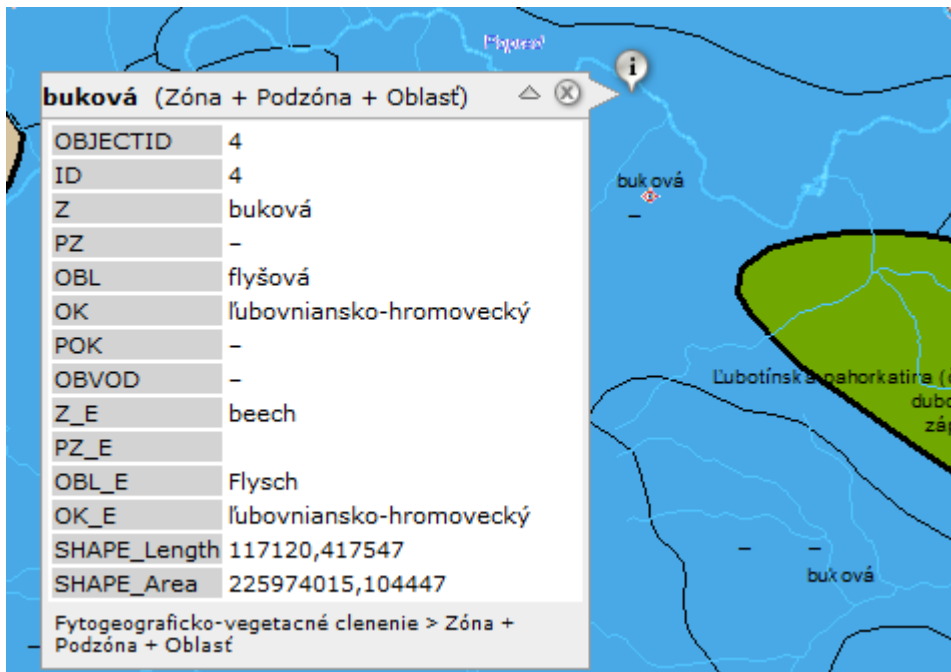 Poprad
i
buková (Zóna + Podzóna + Oblasť)
OBJECTID 4
ID 4
Z buková
PZ –
OBL flyšová
OK ľubovniansko-hromovecký
POK –
OBVOD –
Z_E beech
PZ_E
OBL_E Flysch
OK_E ľubovniansko-hromovecký
SHAPE_Length 117120,417547
SHAPE_Area 225974015,104447
Fytogeograficko-vegetacné clenenie > Zóna +
Podzóna + Oblasť
buková
–
Ľubotínska pahorkatina (
dubo
záp
– –
buková
–